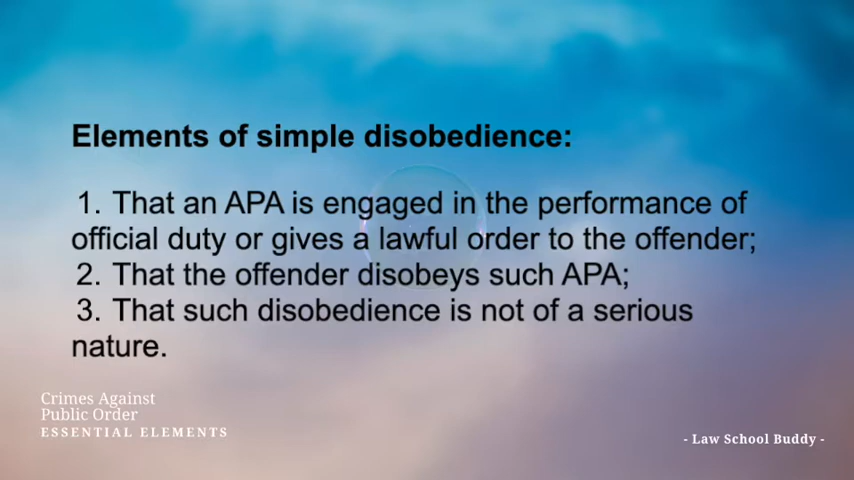 Elements of simple disobedience:
1. That an APA is engaged in the performance of
official duty or gives a lawful order to the offender;
2. That the offender disobeys such APA;
3. That such disobedience is not of a serious
nature.
Crimes Against
Public Order
ESSENTIAL ELEMENTS
- Law School Buddy -